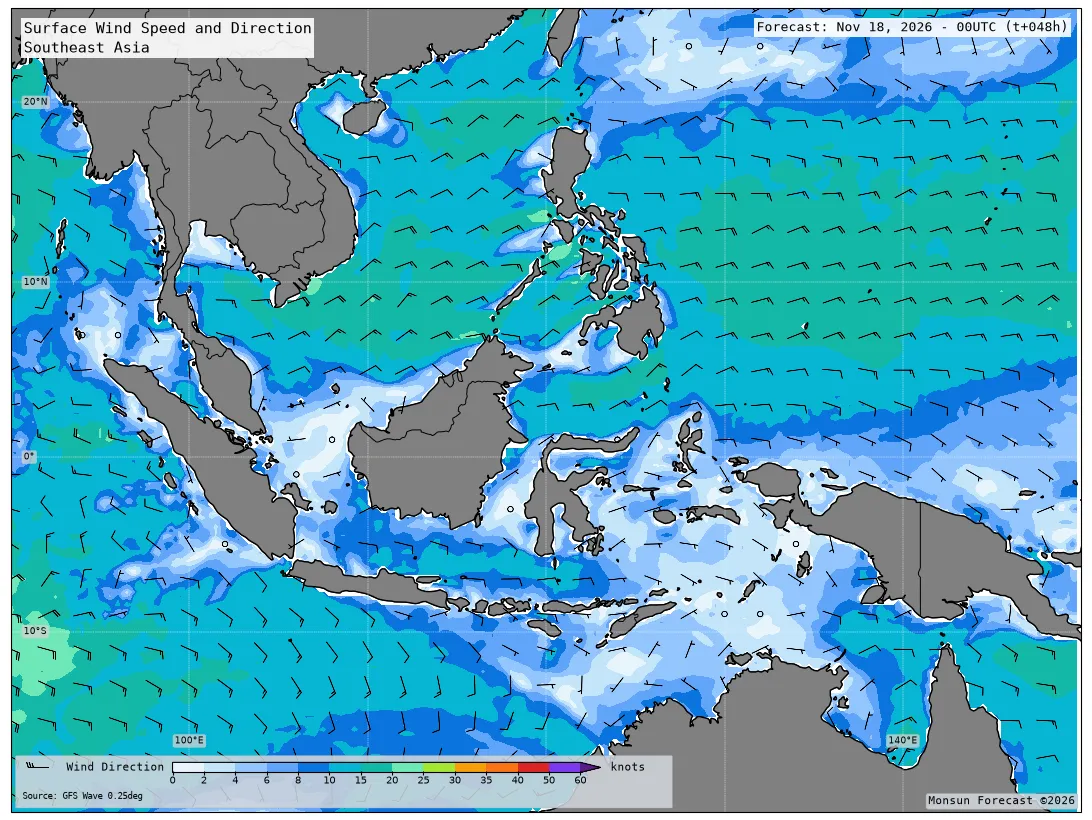 Surface Wind Speed and Direction
Southeast Asia
Forecast: Nov 18, 2026 - 00UTC (t+048h)
20°N
10°N
0°
10°S
100°E
140°E
Wind Direction
0 2 4 6 8 10 15 20 25 30 35 40 50 60
knots
Source: GFS Wave 0.25deg
Monsun Forecast ©2026